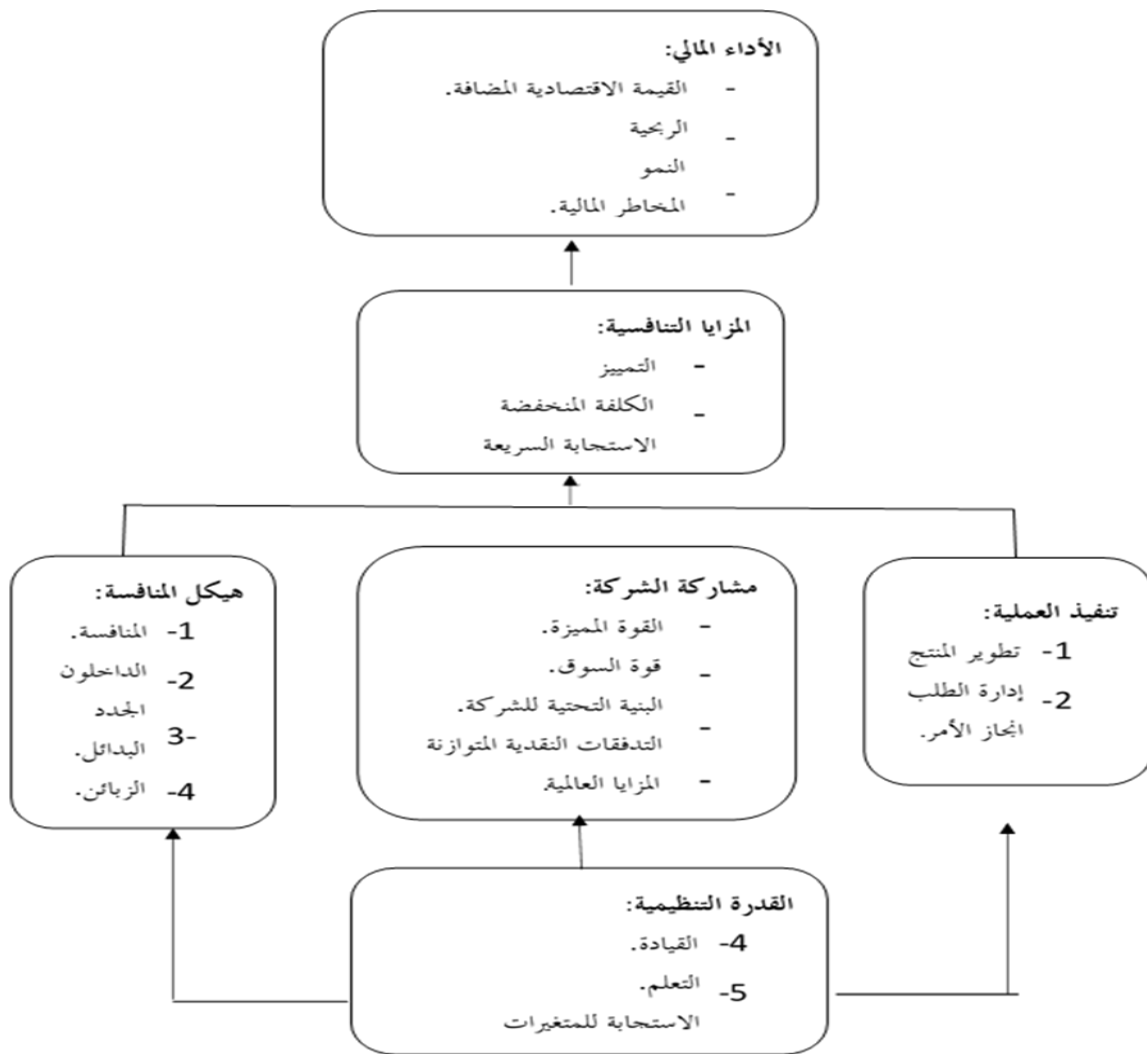 الأداء المالي:
- القيمة الاقتصادية المضافة.
- الربحية
النمو
- المخاطر المالية.
المزايا التنافسية:
- التمييز
- الكلفة المنخفضة
الاستجابة السريعة
تنفيذ العملية:
1- تطوير المنتج
2- إدارة الطلب
انجاز الأمر.
مشاركة الشركة:
- القوة المميزة.
- قوة السوق.
البنية التحتية للشركة.
- التدفقات النقدية المتوازنة
- المزايا العالمية.
هيكل المنافسة:
1- المنافسة.
2- الداخلون
الجدد
3- البدائل.
4- الزبائن.
القدرة التنظيمية:
4- القيادة.
5- التعلم.
الاستجابة للمتغيرات